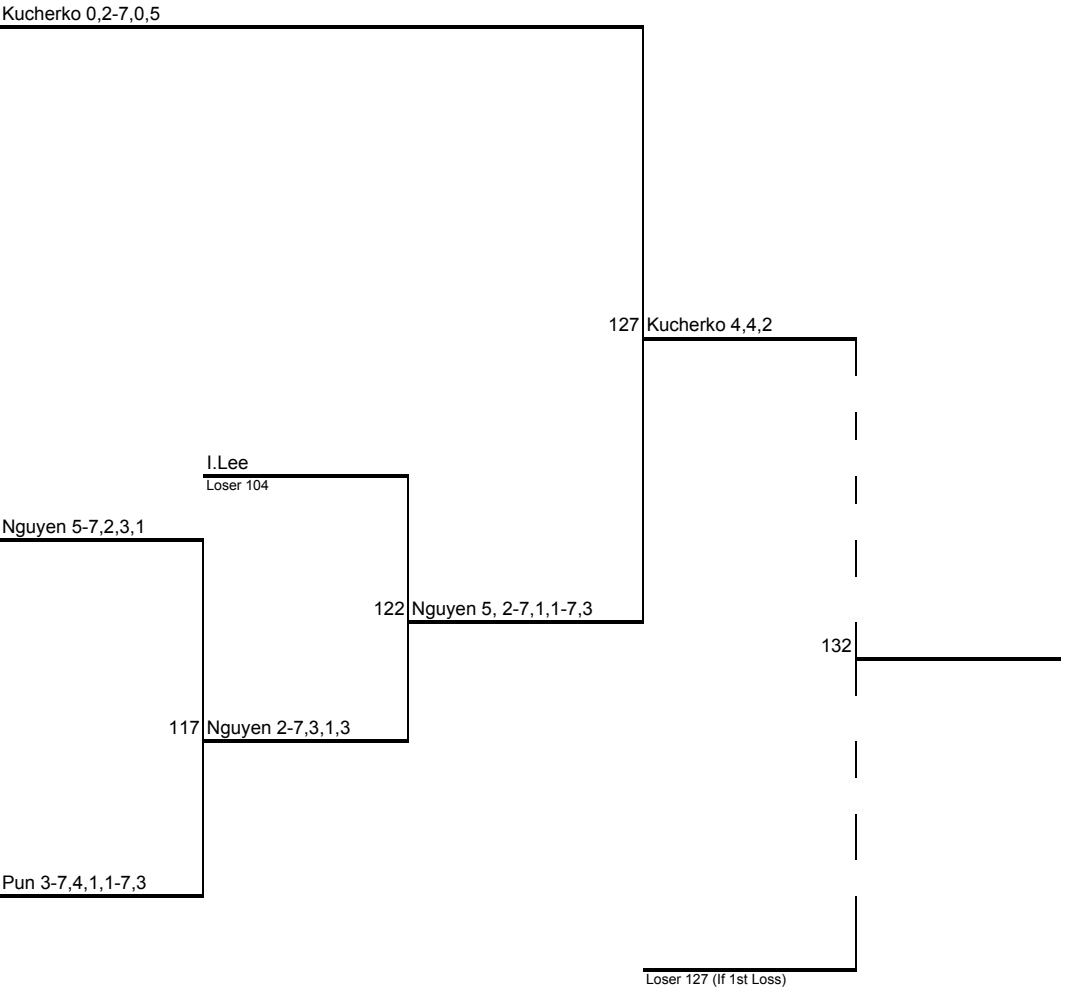 Kucherko 0,2-7,0,5
127 Kucherko 4,4,2
I.Lee
Loser 104
Nguyen 5-7,2,3,1
122 Nguyen 5, 2-7,1,1-7,3
132
117 Nguyen 2-7,3,1,3
Pun 3-7,4,1,1-7,3
Loser 127 (If 1st Loss)